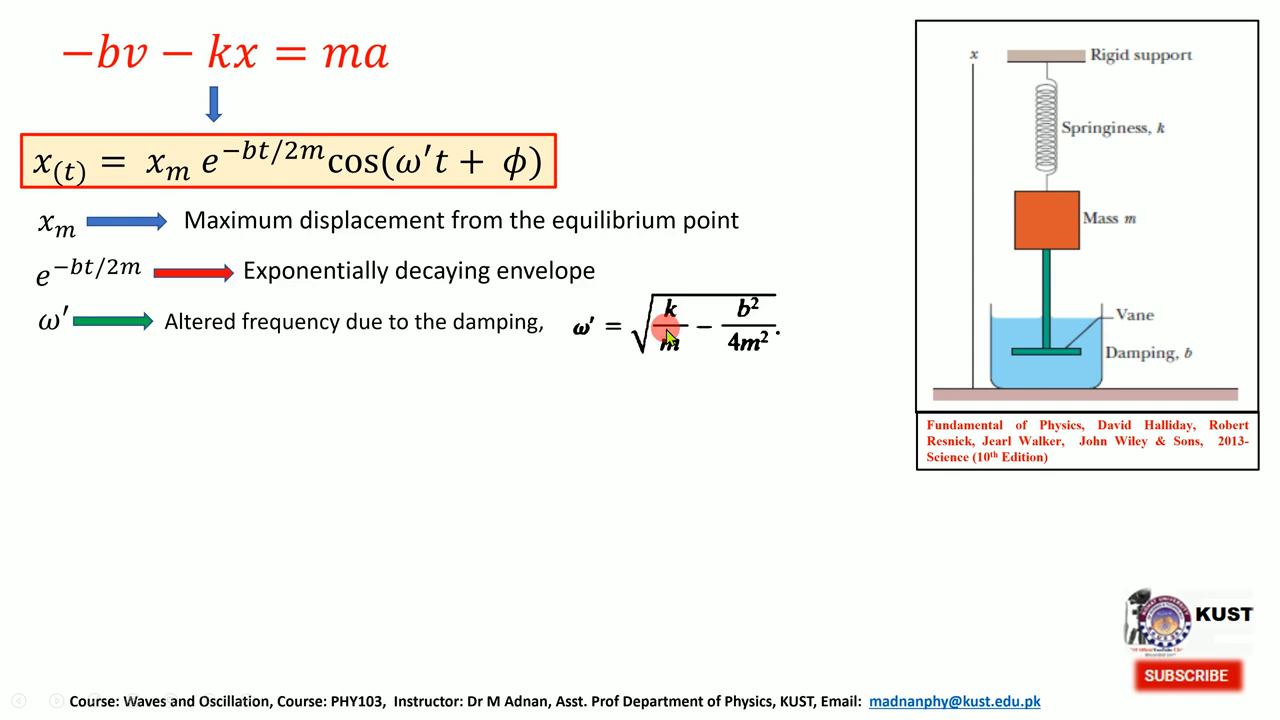 −bv − kx = ma
x(t) = xₘ e^−bt/2m cos(ω′t + ϕ)
xₘ Maximum displacement from the equilibrium point
e^−bt/2m Exponentially decaying envelope
ω′ Altered frequency due to the damping, ω′ = √(k/m − b²/4m²).
x
Rigid support
Springiness, k
Mass m
Vane
Damping, b
Fundamental of Physics, David Halliday, Robert
Resnick, Jearl Walker, John Wiley & Sons, 2013-
Science (10th Edition)
KUST
SUBSCRIBE
Course: Waves and Oscillation, Course: PHY103, Instructor: Dr M Adnan, Asst. Prof Department of Physics, KUST, Email: madnanphy@kust.edu.pk